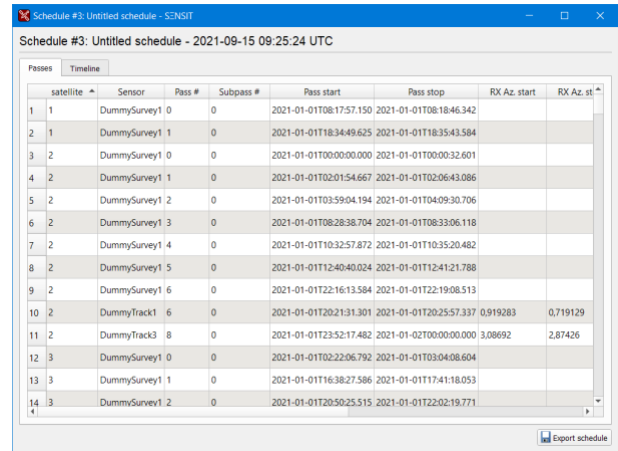 Schedule #3: Untitled schedule - SΞNSIT
Schedule #3: Untitled schedule - 2021-09-15 09:25:24 UTC
Passes Timeline
satellite Sensor Pass # Subpass # Pass start Pass stop RX Az. start RX Az. st
1 1 DummySurvey1 0 0 2021-01-01T08:17:57.150 2021-01-01T08:18:46.342
2 1 DummySurvey1 1 0 2021-01-01T18:34:49.625 2021-01-01T18:35:43.584
3 2 DummySurvey1 0 0 2021-01-01T00:00:00.000 2021-01-01T00:00:32.601
4 2 DummySurvey1 1 0 2021-01-01T02:01:54.667 2021-01-01T02:06:43.086
5 2 DummySurvey1 2 0 2021-01-01T03:59:04.194 2021-01-01T04:09:30.706
6 2 DummySurvey1 3 0 2021-01-01T08:28:38.704 2021-01-01T08:33:06.118
7 2 DummySurvey1 4 0 2021-01-01T10:32:57.872 2021-01-01T10:35:20.482
8 2 DummySurvey1 5 0 2021-01-01T12:40:40.024 2021-01-01T12:41:21.788
9 2 DummySurvey1 6 0 2021-01-01T22:16:13.584 2021-01-01T22:19:08.513
10 2 DummyTrack1 6 0 2021-01-01T20:21:31.301 2021-01-01T20:25:57.337 0,919283 0,719129
11 2 DummyTrack3 8 0 2021-01-01T23:52:17.482 2021-01-02T00:00:00.000 3,08692 2,87426
12 3 DummySurvey1 0 0 2021-01-01T02:22:06.792 2021-01-01T03:04:08.604
13 3 DummySurvey1 1 0 2021-01-01T16:38:27.586 2021-01-01T17:41:18.053
14 3 DummySurvey1 2 0 2021-01-01T20:50:25.515 2021-01-01T22:02:19.771
Export schedule